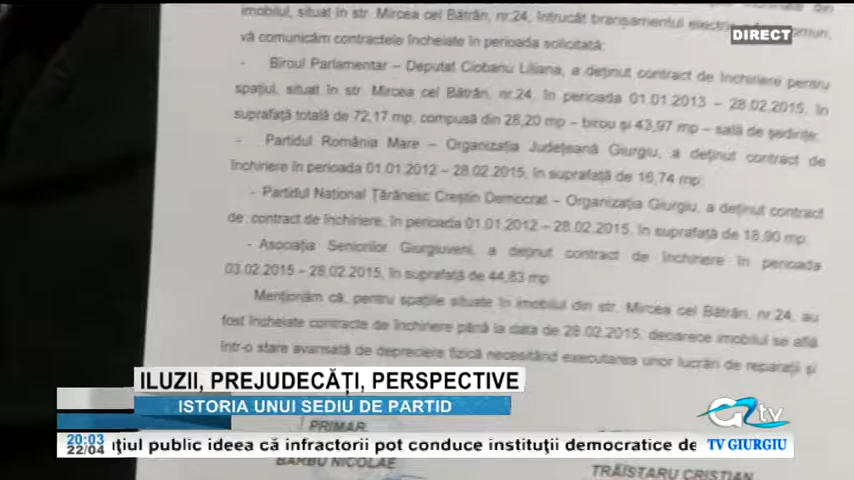 imobilul, situat în str. Mircea cel Bătrân, nr.24, întrucât branșamentul electric
DIRECT
vă comunicăm contractele încheiate în perioada solicitată:
- Biroul Parlamentar – Deputat Ciobanu Liliana, a deținut contract de închiriere pentru
spațiul, situat în str. Mircea cel Bătrân, nr.24, în perioada 01.01.2013 – 28.02.2015, în
suprafață totală de 72,17 mp, compusă din 28,20 mp – birou și 43,97 mp – sală de ședințe;
- Partidul România Mare – Organizația Județeană Giurgiu, a deținut contract de
închiriere în perioada 01.01.2012 – 28.02.2015, în suprafață de 16,74 mp;
- Partidul National Țărănesc Creștin Democrat – Organizația Giurgiu, a deținut contract
de contract de închiriere, în perioada 01.01.2012 – 28.02.2015, în suprafață de 18,90 mp;
- Asociația Seniorilor Giurgiuveni, a deținut contract de închiriere în perioada
03.02.2015 – 28.02.2015, în suprafață de 44,83 mp
Menționăm că, pentru spațiile situate în imobilul din str. Mircea cel Bătrân, nr.24, au
fost încheiate contracte de închiriere până la data de 28.02.2015, deoarece imobilul se află
într-o stare avansată de depreciere fizică necesitând executarea unor lucrări de reparații și
ILUZII, PREJUDECĂȚI, PERSPECTIVE
ISTORIA UNUI SEDIU DE PARTID
PRIMAR
GZtv
20:03
22/04
țiul public ideea că infractorii pot conduce instituţii democratice de
TV GIURGIU
BARBU NICOLAE
TRĂISTARU CRISTIAN